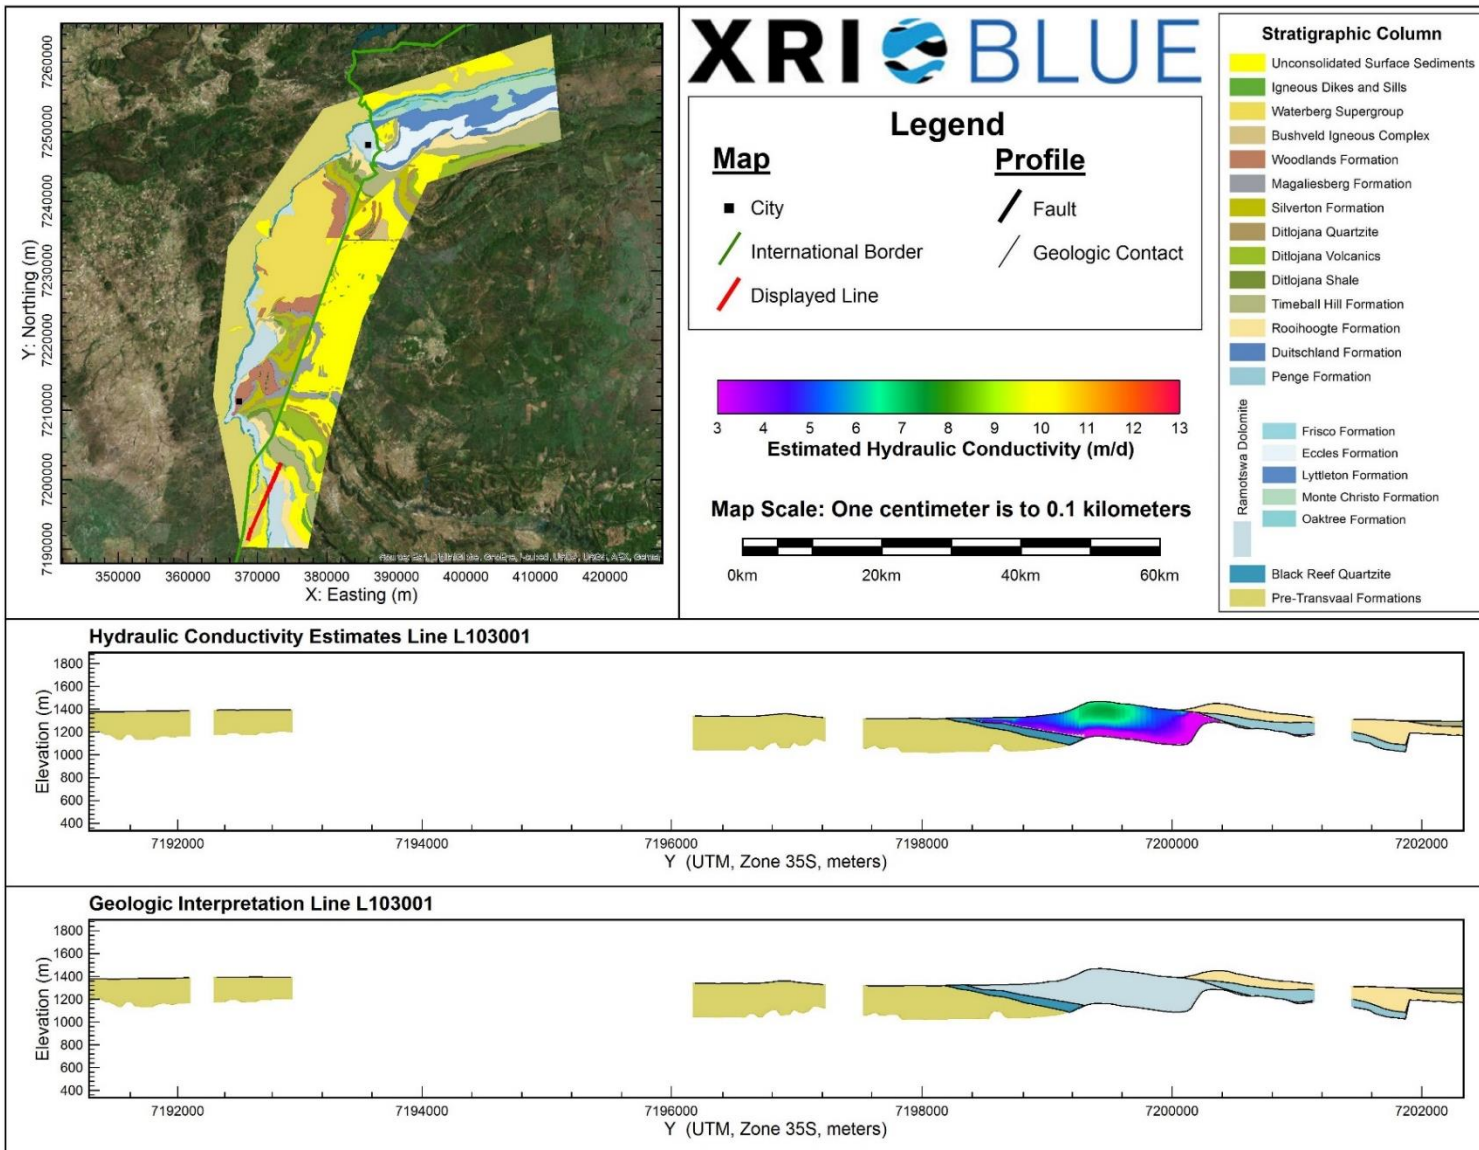 XRI BLUE
Legend
Map
City
International Border
Displayed Line
Profile
Fault
Geologic Contact
3 4 5 6 7 8 9 10 11 12 13
Estimated Hydraulic Conductivity (m/d)
Map Scale: One centimeter is to 0.1 kilometers
0km 20km 40km 60km
Stratigraphic Column
Unconsolidated Surface Sediments
Igneous Dikes and Sills
Waterberg Supergroup
Bushveld Igneous Complex
Woodlands Formation
Magaliesberg Formation
Silverton Formation
Ditlojana Quartzite
Ditlojana Volcanics
Ditlojana Shale
Timeball Hill Formation
Rooihoogte Formation
Duitschland Formation
Penge Formation
Ramotswa Dolomite
Frisco Formation
Eccles Formation
Lyttleton Formation
Monte Christo Formation
Oaktree Formation
Black Reef Quartzite
Pre-Transvaal Formations
Y: Northing (m)
7260000
7250000
7240000
7230000
7220000
7210000
7200000
7190000
350000 360000 370000 380000 390000 400000 410000 420000
X: Easting (m)
Hydraulic Conductivity Estimates Line L103001
Elevation (m)
1800
1600
1400
1200
1000
800
600
400
7192000 7194000 7196000 7198000 7200000 7202000
Y (UTM, Zone 35S, meters)
Geologic Interpretation Line L103001
Elevation (m)
1800
1600
1400
1200
1000
800
600
400
7192000 7194000 7196000 7198000 7200000 7202000
Y (UTM, Zone 35S, meters)